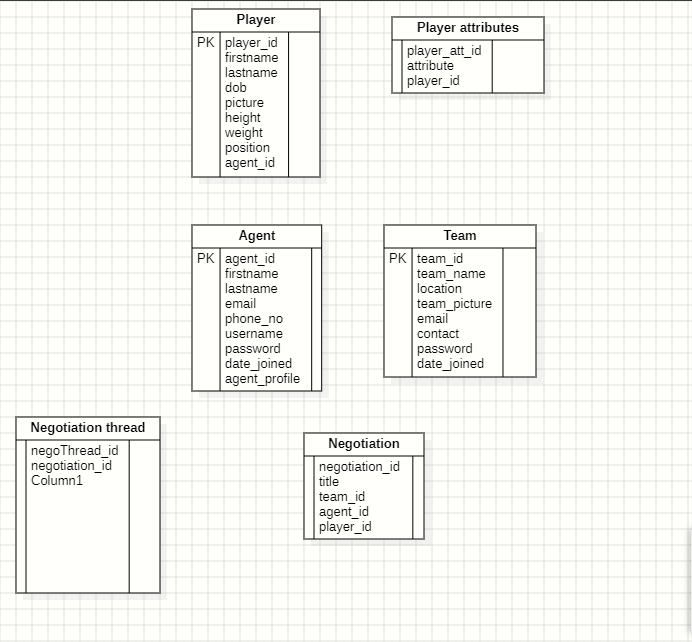 Player
PK player_id
firstname
lastname
dob
picture
height
weight
position
agent_id
Player attributes
player_att_id
attribute
player_id
Agent
PK agent_id
firstname
lastname
email
phone_no
username
password
date_joined
agent_profile
Team
PK team_id
team_name
location
team_picture
email
contact
password
date_joined
Negotiation thread
negoThread_id
negotiation_id
Column1
Negotiation
negotiation_id
title
team_id
agent_id
player_id